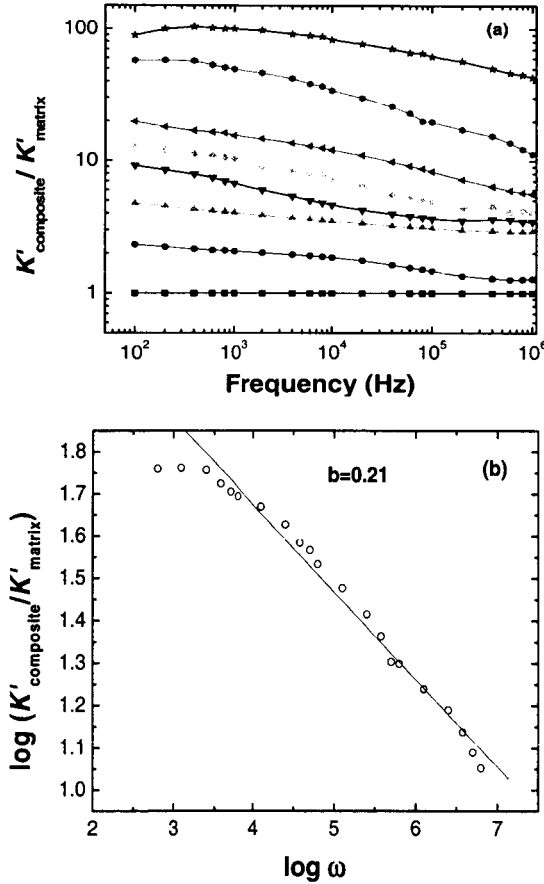 (a)
K′composite / K′matrix
100
10
1
10² 10³ 10⁴ 10⁵ 10⁶
Frequency (Hz)
(b)
b=0.21
log (K′composite/K′matrix)
1.8
1.7
1.6
1.5
1.4
1.3
1.2
1.1
1.0
2 3 4 5 6 7
log ω